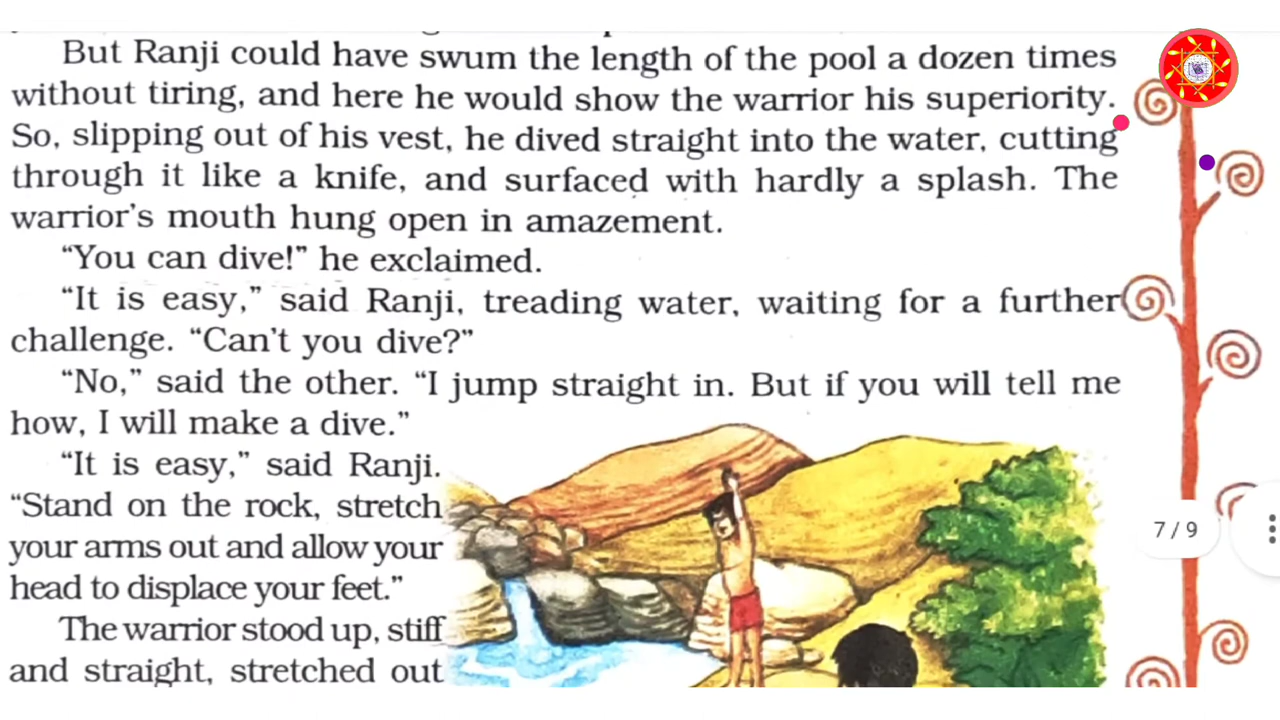 But Ranji could have swum the length of the pool a dozen times
without tiring, and here he would show the warrior his superiority.
So, slipping out of his vest, he dived straight into the water, cutting
through it like a knife, and surfaced with hardly a splash. The
warrior's mouth hung open in amazement.
“You can dive!” he exclaimed.
“It is easy,” said Ranji, treading water, waiting for a further
challenge. “Can't you dive?”
“No,” said the other. “I jump straight in. But if you will tell me
how, I will make a dive.”
“It is easy,” said Ranji.
“Stand on the rock, stretch
your arms out and allow your
head to displace your feet.”
The warrior stood up, stiff
and straight, stretched out
7 / 9